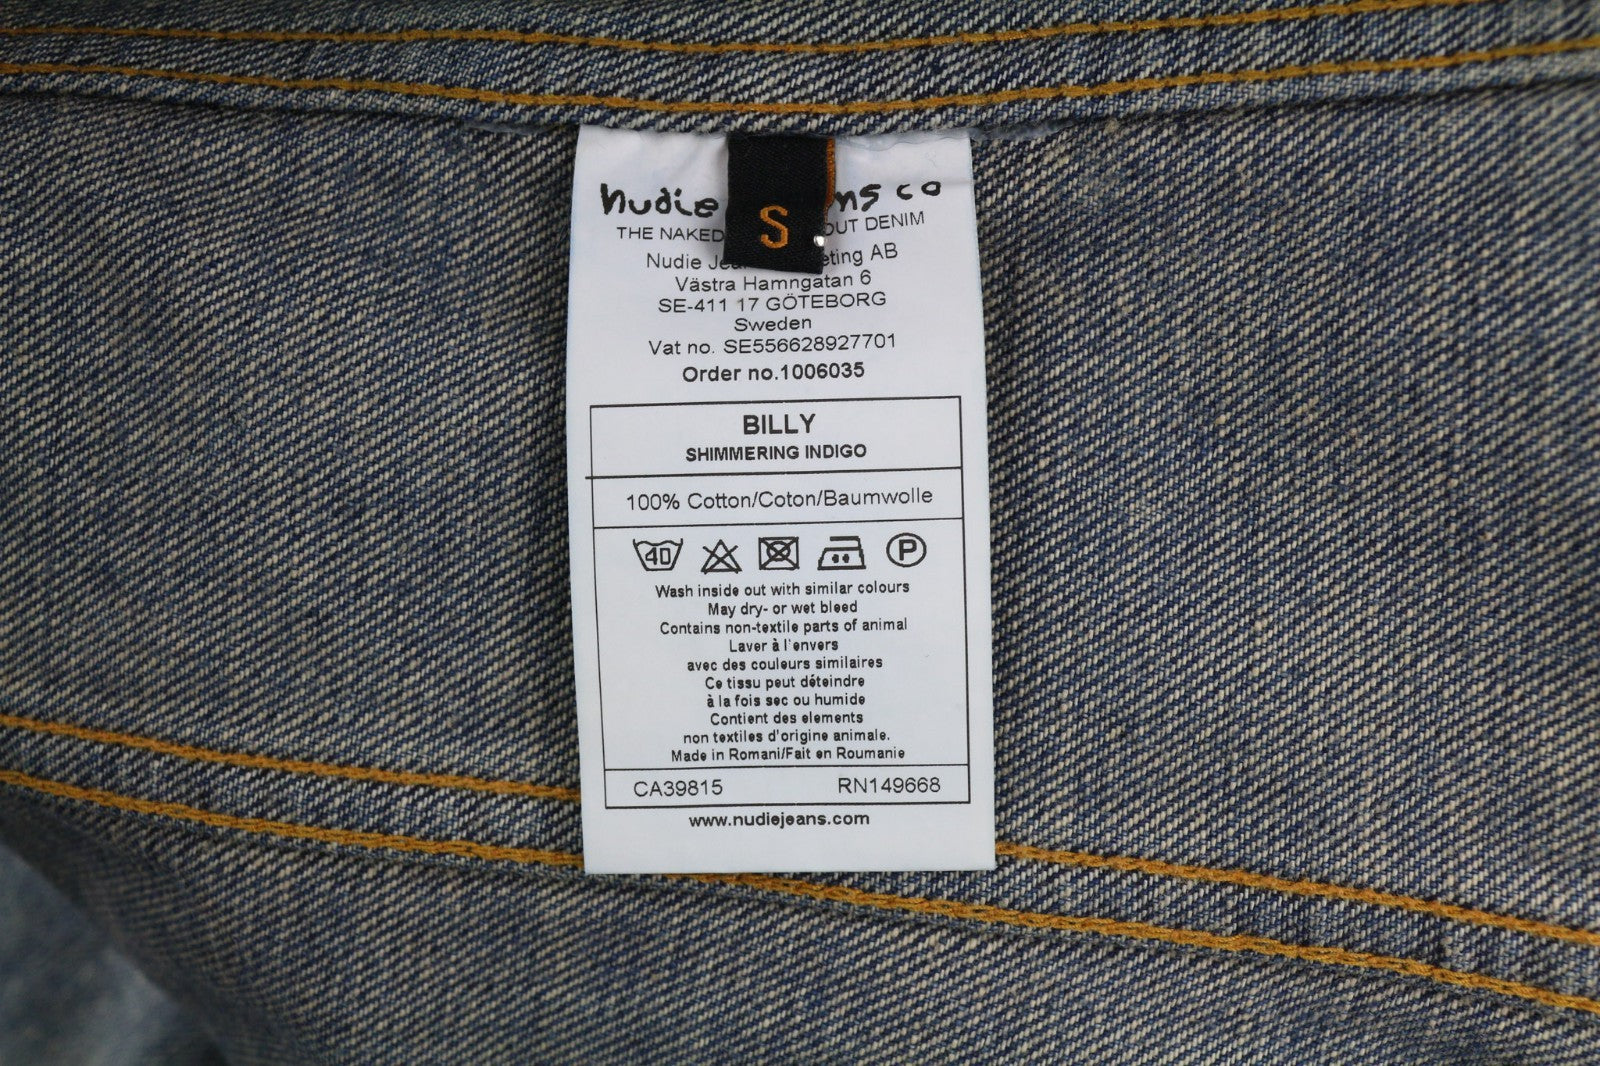 nudie ns co
S
THE NAKED OUT DENIM
Nudie eting AB
Västra Hamngatan 6
SE-411 17 GÖTEBORG
Sweden
Vat no. SE556628927701
Order no.1006035
BILLY
SHIMMERING INDIGO
100% Cotton/Coton/Baumwolle
40 P
Wash inside out with similar colours
May dry- or wet bleed
Contains non-textile parts of animal
Laver à l'envers
avec des couleurs similaires
Ce tissu peut déteindre
à la fois sec ou humide
Contient des elements
non textiles d'origine animale.
Made in Romani/Fait en Roumanie
CA39815 RN149668
www.nudiejeans.com